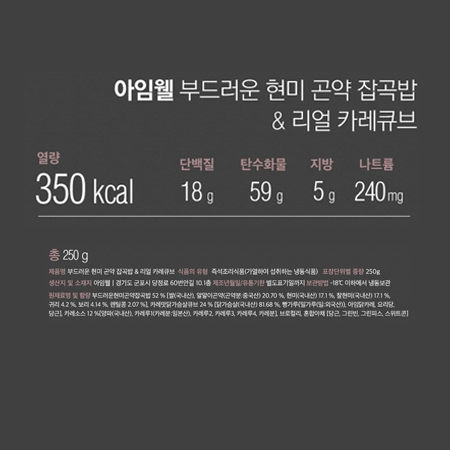 아임웰 부드러운 현미 곤약 잡곡밥
& 리얼 카레큐브
열량 단백질 탄수화물 지방 나트륨
350 kcal 18 g 59 g 5 g 240 mg
총 250 g
제품명 부드러운 현미 곤약 잡곡밥 & 리얼 카레큐브 식품의 유형 즉석조리식품(가열하여 섭취하는 냉동식품) 포장단위별 중량 250g
생산지 및 소재지 아임웰 | 경기도 군포시 당정로 60번안길 10.1층 제조년월일/유통기한 별도표기일까지 보관방법 -18℃ 이하에서 냉동보관
원재료명 및 함량 부드러운현미곤약잡곡밥 52 % [쌀(국내산), 알알이곤약(곤약분:중국산) 20.70 %, 현미(국내산) 17.1 %, 찰현미(국내산) 17.1 %,
귀리 4.2 %, 보리 4.14 %, 렌틸콩 2.07 %], 카레맛닭가슴살큐브 24 % [닭가슴살(국내산) 81.68 %, 빵가루(밀가루(밀:외국산)), 아임닭카레, 요리당,
당근], 카레소스 12 %[양파(국내산), 카레루1(카레분:일본산), 카레루2, 카레루3, 카레루4, 카레분], 브로컬리, 혼합야채 [당근, 그린빈, 그린피스, 스위트콘]